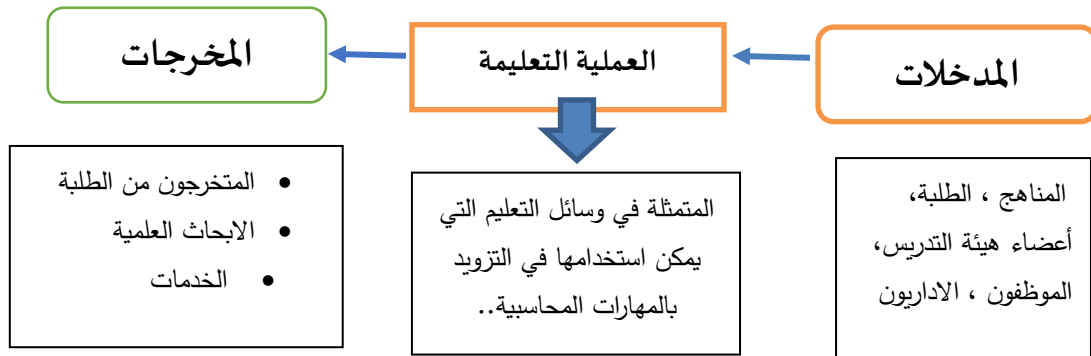 المدخلات
العملية التعليمة
المخرجات
المناهج ، الطلبة،
أعضاء هيئة التدريس،
الموظفون ، الاداريون
المتمثلة في وسائل التعليم التي
يمكن استخدامها في التزويد
بالمهارات المحاسبية..
• المتخرجون من الطلبة
• الابحاث العلمية
• الخدمات